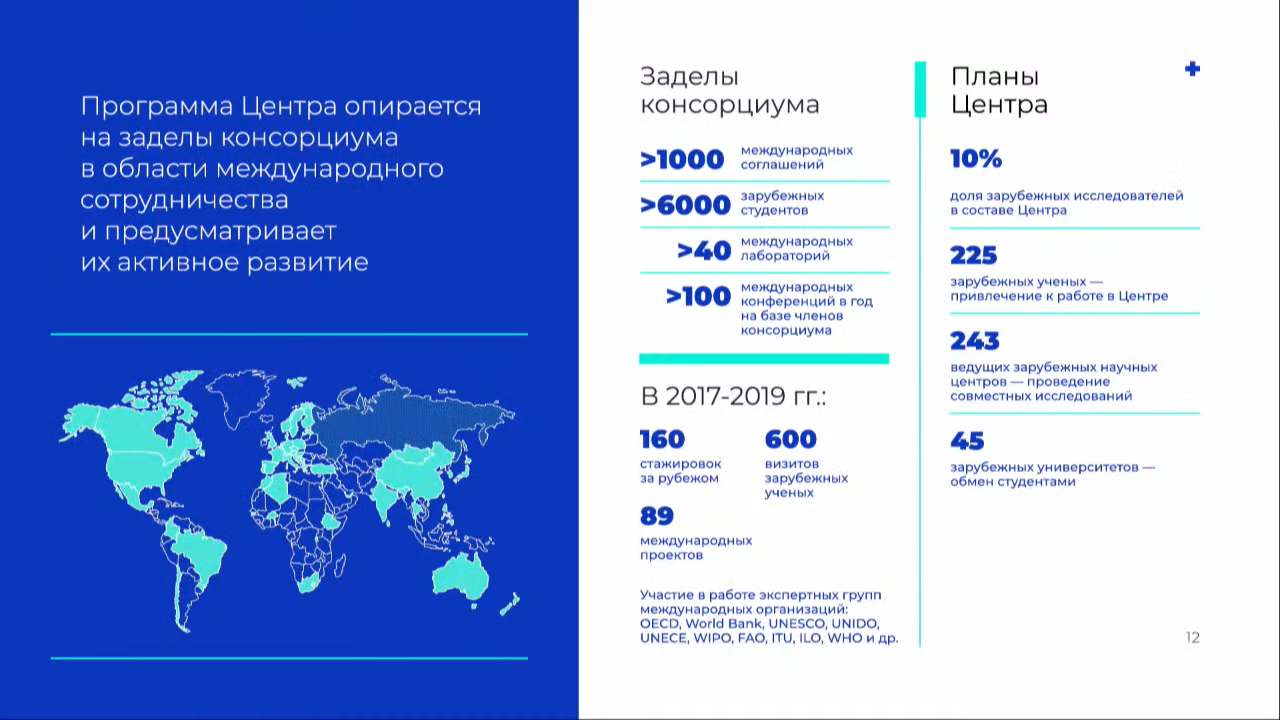 Программа Центра опирается
на заделы консорциума
в области международного
сотрудничества
и предусматривает
их активное развитие
Заделы
консорциума
>1000
международных
соглашений
>6000
зарубежных
студентов
>40
международных
лабораторий
>100
международных
конференций в год
на базе членов
консорциума
В 2017-2019 гг.:
160
стажировок
за рубежом
600
визитов
зарубежных
ученых
89
международных
проектов
Участие в работе экспертных групп
международных организаций:
OECD, World Bank, UNESCO, UNIDO,
UNECE, WIPO, FAO, ITU, ILO, WHO и др.
Планы
Центра
10%
доля зарубежных исследователей
в составе Центра
225
зарубежных ученых —
привлечение к работе в Центре
243
ведущих зарубежных научных
центров — проведение
совместных исследований
45
зарубежных университетов —
обмен студентами
12